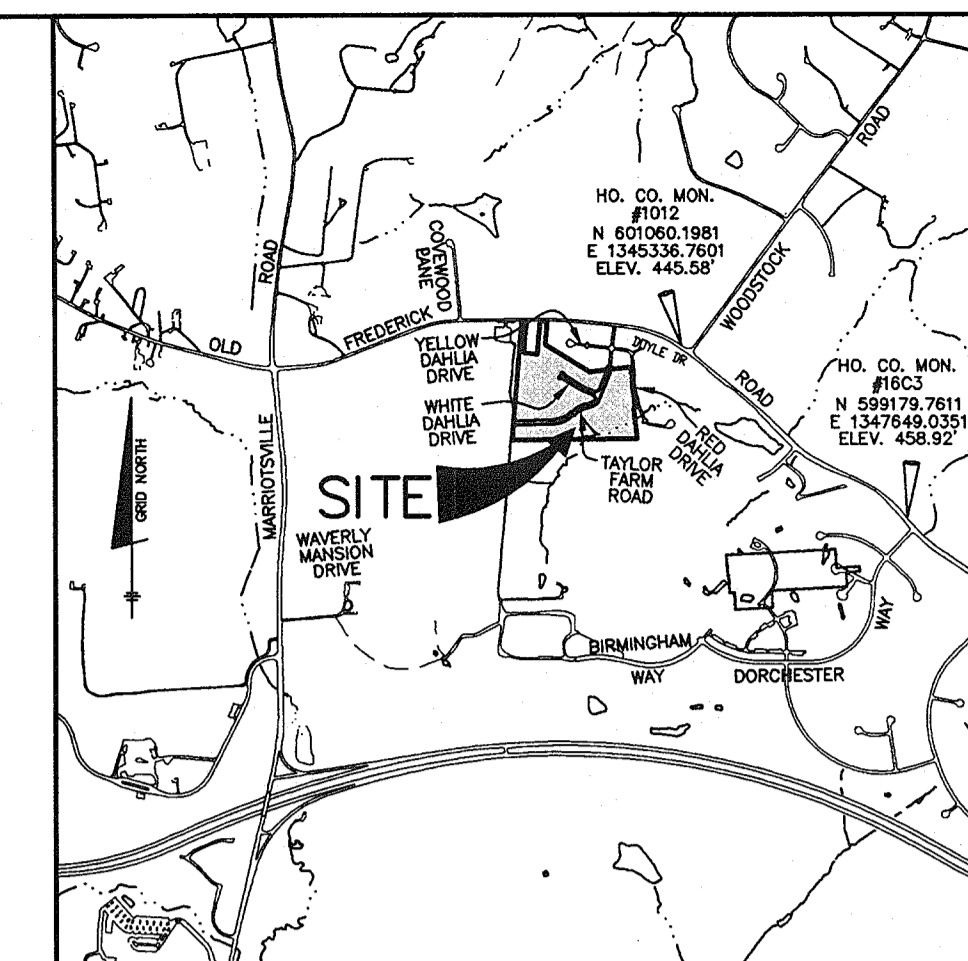 ROAD
HO. CO. MON.
#1012
N 601060.1981
E 1345336.7601
ELEV. 445.58'
COVEWOOD
PANE
ROAD
WOODSTOCK
OLD
FREDERICK
YELLOW
DAHLIA
DRIVE
DOYLE DR
ROAD
HO. CO. MON.
#16C3
N 599179.7611
E 1347649.0351
ELEV. 458.92'
WHITE
DAHLIA
DRIVE
RED
DAHLIA
DRIVE
TAYLOR
FARM
ROAD
GRID NORTH
MARRIOTSVILLE
SITE
WAVERLY
MANSION
DRIVE
BIRMINGHAM
WAY
DORCHESTER
WAY